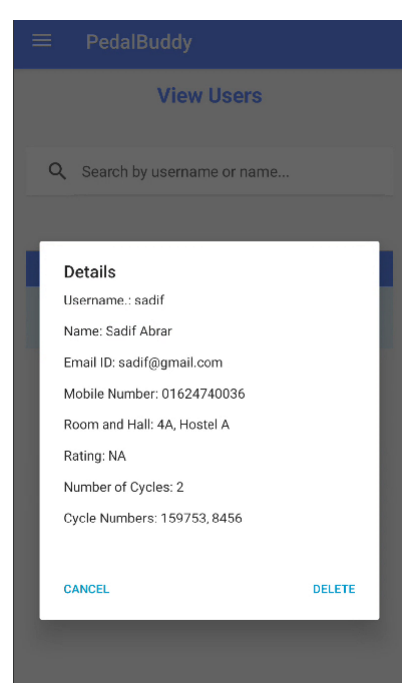 PedalBuddy
View Users
Search by username or name...
Details
Username.: sadif
Name: Sadif Abrar
Email ID: sadif@gmail.com
Mobile Number: 01624740036
Room and Hall: 4A, Hostel A
Rating: NA
Number of Cycles: 2
Cycle Numbers: 159753, 8456
CANCEL DELETE